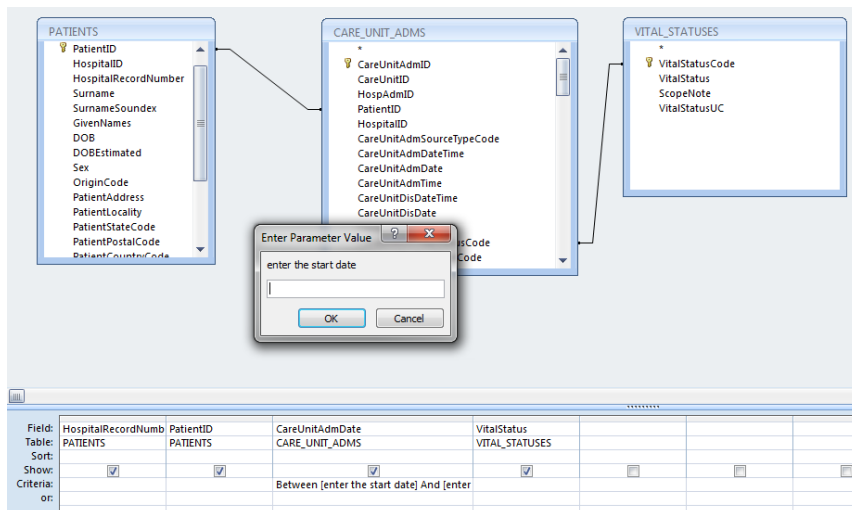 PATIENTS
PatientID
HospitalID
HospitalRecordNumber
Surname
SurnameSoundex
GivenNames
DOB
DOBEstimated
Sex
OriginCode
PatientAddress
PatientLocality
PatientStateCode
PatientPostalCode
PatientCountryCode
CARE_UNIT_ADMS
*
CareUnitAdmID
CareUnitID
HospAdmID
PatientID
HospitalID
CareUnitAdmSourceTypeCode
CareUnitAdmDateTime
CareUnitAdmDate
CareUnitAdmTime
CareUnitDisDateTime
CareUnitDisDate
usCode
Code
VITAL_STATUSES
*
VitalStatusCode
VitalStatus
ScopeNote
VitalStatusUC
Enter Parameter Value
?
enter the start date
OK Cancel
Field: HospitalRecordNumb PatientID CareUnitAdmDate VitalStatus
Table: PATIENTS PATIENTS CARE_UNIT_ADMS VITAL_STATUSES
Sort:
Show:
Criteria: Between [enter the start date] And [enter
or: